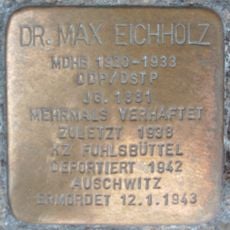 DR. MAX EICHHOLZ
MDHB 1920-1933
DDP/DSTP
JG. 1881
MEHRMALS VERHAFTET
ZULETZT 1938
KZ FUHLSBÜTTEL
DEPORTIERT 1942
AUSCHWITZ
ERMORDET 12.1.1943